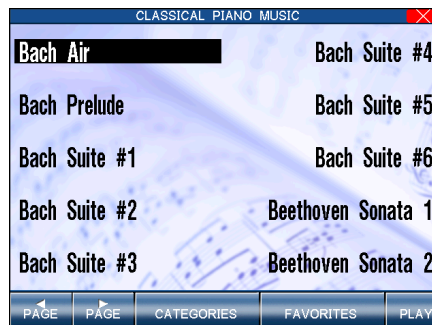 CLASSICAL PIANO MUSIC
Bach Air
Bach Prelude
Bach Suite #1
Bach Suite #2
Bach Suite #3
Bach Suite #4
Bach Suite #5
Bach Suite #6
Beethoven Sonata 1
Beethoven Sonata 2
PAGE PAGE CATEGORIES FAVORITES PLAY